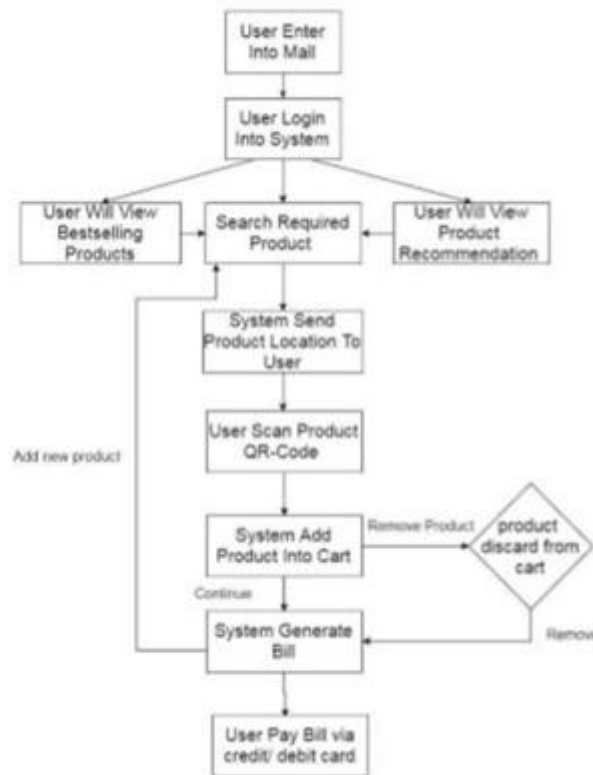 User Enter
Into Mall
User Login
Into System
User Will View
Bestselling
Products
Search Required
Product
User Will View
Product
Recommendation
System Send
Product Location To
User
User Scan Product
QR-Code
Add new product
System Add
Product Into Cart
Remove Product
product
discard from
cart
Continue
System Generate
Bill
Remove
User Pay Bill via
credit/ debit card